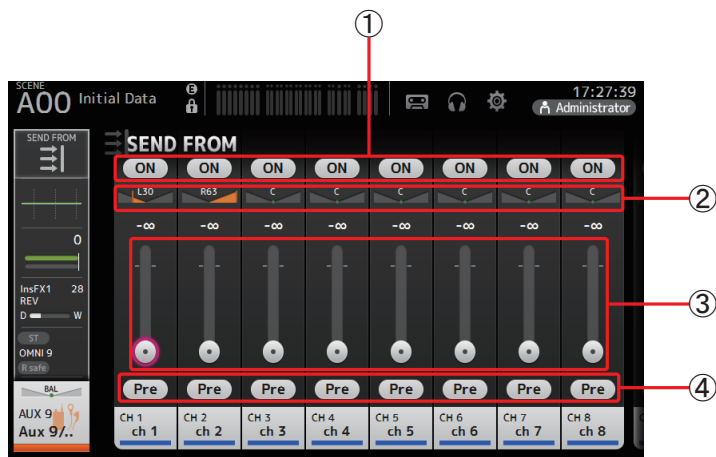 ①
SCENE
A00 Initial Data
E
17:27:39
Administrator
SEND FROM
SEND FROM
ON ON ON ON ON ON ON ON
②
L30 R63 C C C C C C
-∞ -∞ -∞ -∞ -∞ -∞ -∞ -∞
0
③
InsFX1 28
REV
D W
ST
OMNI 9
R safe
④
Pre Pre Pre Pre Pre Pre Pre Pre
BAL
AUX 9
Aux 9/..
CH 1 CH 2 CH 3 CH 4 CH 5 CH 6 CH 7 CH 8
ch 1 ch 2 ch 3 ch 4 ch 5 ch 6 ch 7 ch 8